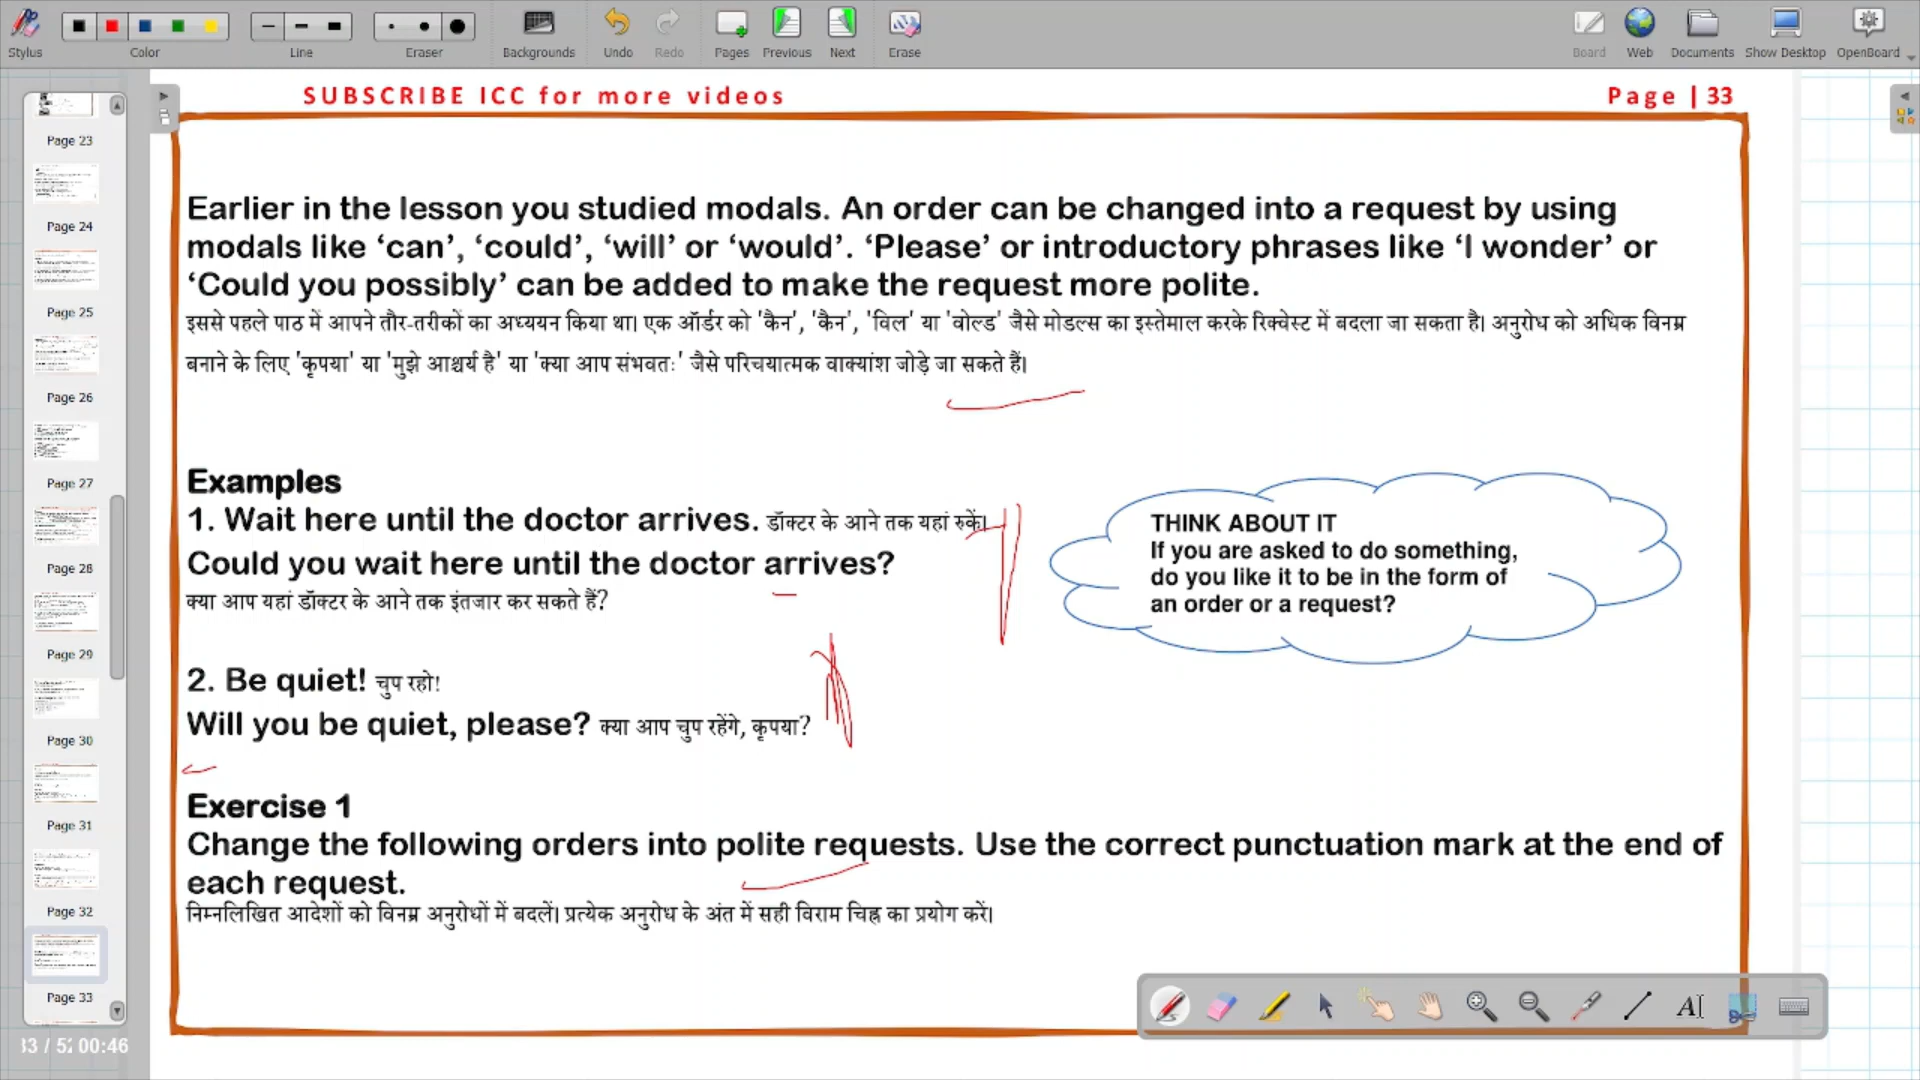 Stylus Color Line Eraser Backgrounds Undo Redo Pages Previous Next Erase Board Web Documents Show Desktop OpenBoard
SUBSCRIBE ICC for more videos
Page | 33
Page 23
Page 24
Page 25
Page 26
Page 27
Page 28
Page 29
Page 30
Page 31
Page 32
Page 33
Earlier in the lesson you studied modals. An order can be changed into a request by using
modals like ‘can’, ‘could’, ‘will’ or ‘would’. ‘Please’ or introductory phrases like ‘I wonder’ or
‘Could you possibly’ can be added to make the request more polite.
इससे पहले पाठ में आपने तौर-तरीकों का अध्ययन किया था। एक ऑर्डर को 'कैन', 'कैन', 'विल' या 'वोल्ड' जैसे मोडल्स का इस्तेमाल करके रिक्वेस्ट में बदला जा सकता है। अनुरोध को अधिक विनम्र
बनाने के लिए 'कृपया' या 'मुझे आश्चर्य है' या 'क्या आप संभवतः' जैसे परिचयात्मक वाक्यांश जोड़े जा सकते हैं।
Examples
1. Wait here until the doctor arrives. डॉक्टर के आने तक यहां रुकें।
Could you wait here until the doctor arrives?
क्या आप यहां डॉक्टर के आने तक इंतजार कर सकते हैं?
THINK ABOUT IT
If you are asked to do something,
do you like it to be in the form of
an order or a request?
2. Be quiet! चुप रहो!
Will you be quiet, please? क्या आप चुप रहेंगे, कृपया?
Exercise 1
Change the following orders into polite requests. Use the correct punctuation mark at the end of
each request.
निम्नलिखित आदेशों को विनम्र अनुरोधों में बदलें। प्रत्येक अनुरोध के अंत में सही विराम चिह्न का प्रयोग करें।
00:46